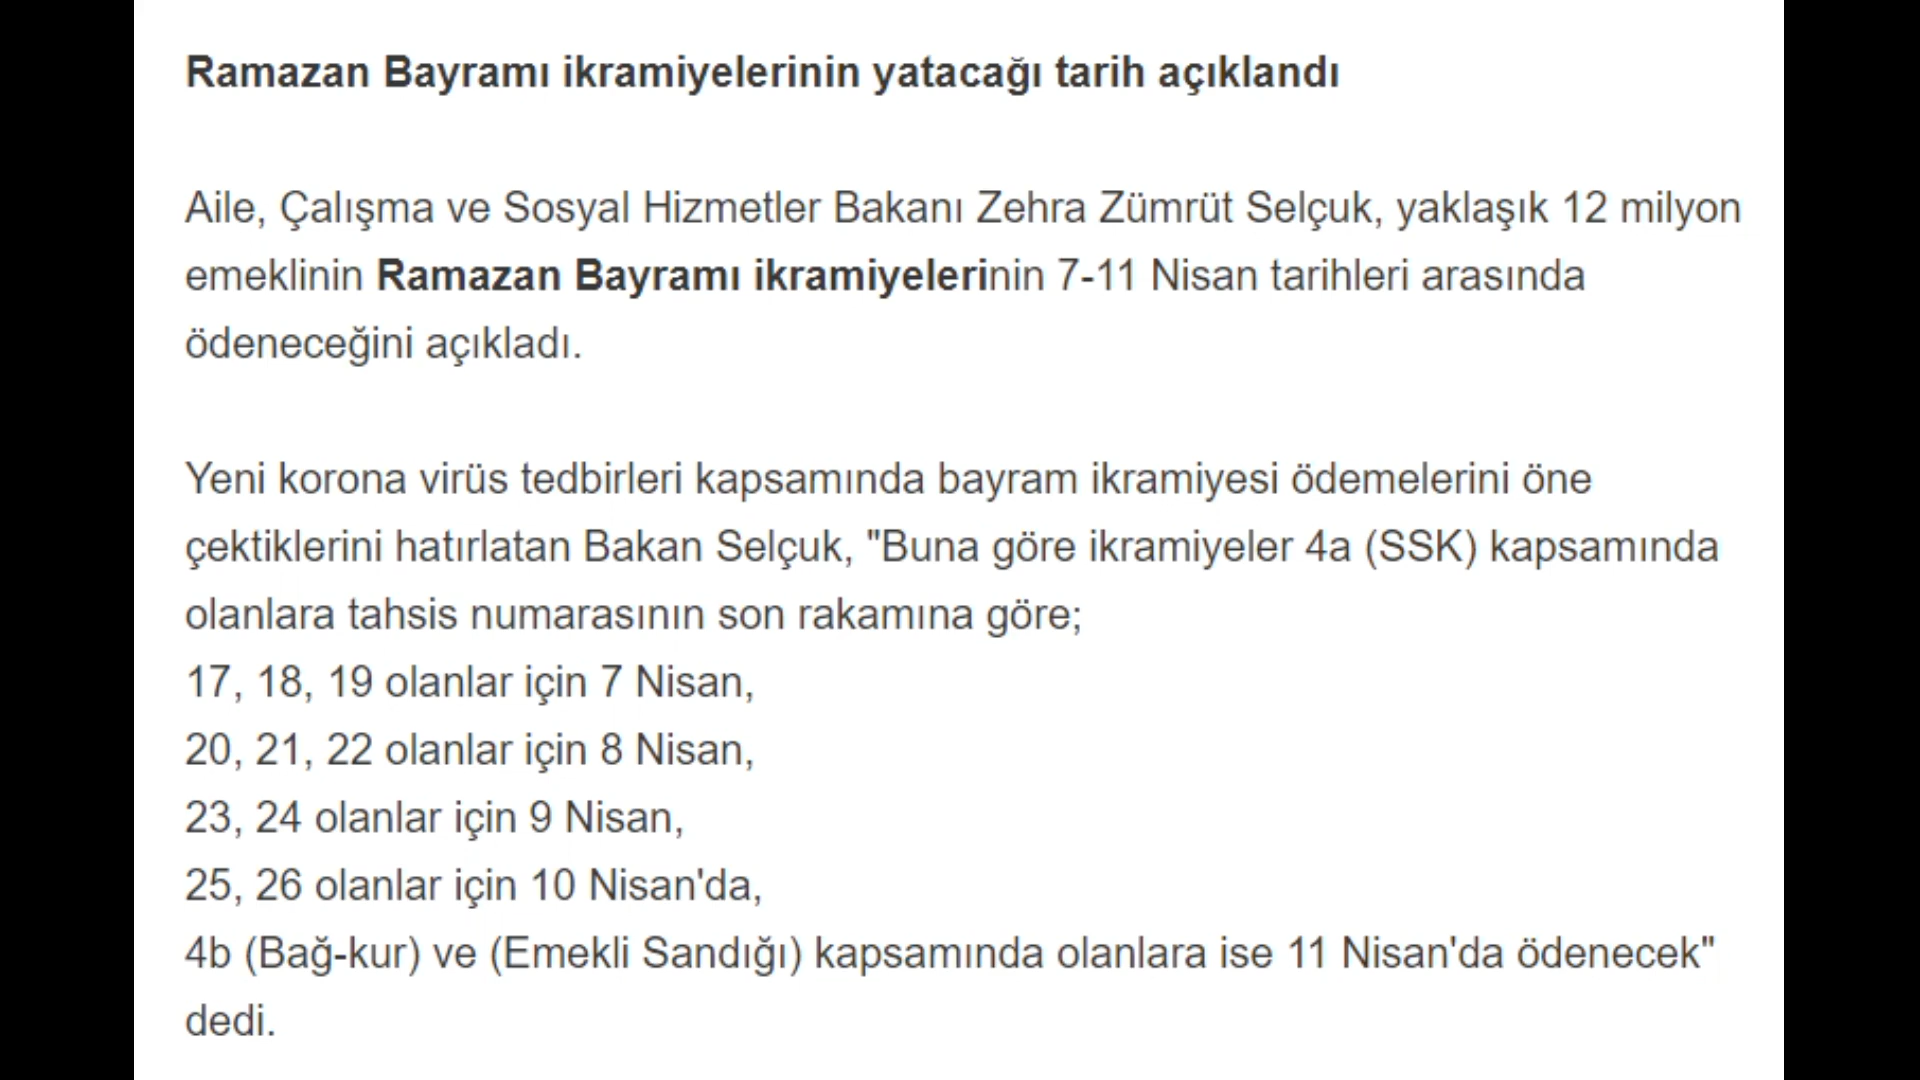 Ramazan Bayramı ikramiyelerinin yatacağı tarih açıklandı
Aile, Çalışma ve Sosyal Hizmetler Bakanı Zehra Zümrüt Selçuk, yaklaşık 12 milyon
emeklinin Ramazan Bayramı ikramiyelerinin 7-11 Nisan tarihleri arasında
ödeneceğini açıkladı.
Yeni korona virüs tedbirleri kapsamında bayram ikramiyesi ödemelerini öne
çektiklerini hatırlatan Bakan Selçuk, "Buna göre ikramiyeler 4a (SSK) kapsamında
olanlara tahsis numarasının son rakamına göre;
17, 18, 19 olanlar için 7 Nisan,
20, 21, 22 olanlar için 8 Nisan,
23, 24 olanlar için 9 Nisan,
25, 26 olanlar için 10 Nisan'da,
4b (Bağ-kur) ve (Emekli Sandığı) kapsamında olanlara ise 11 Nisan'da ödenecek"
dedi.